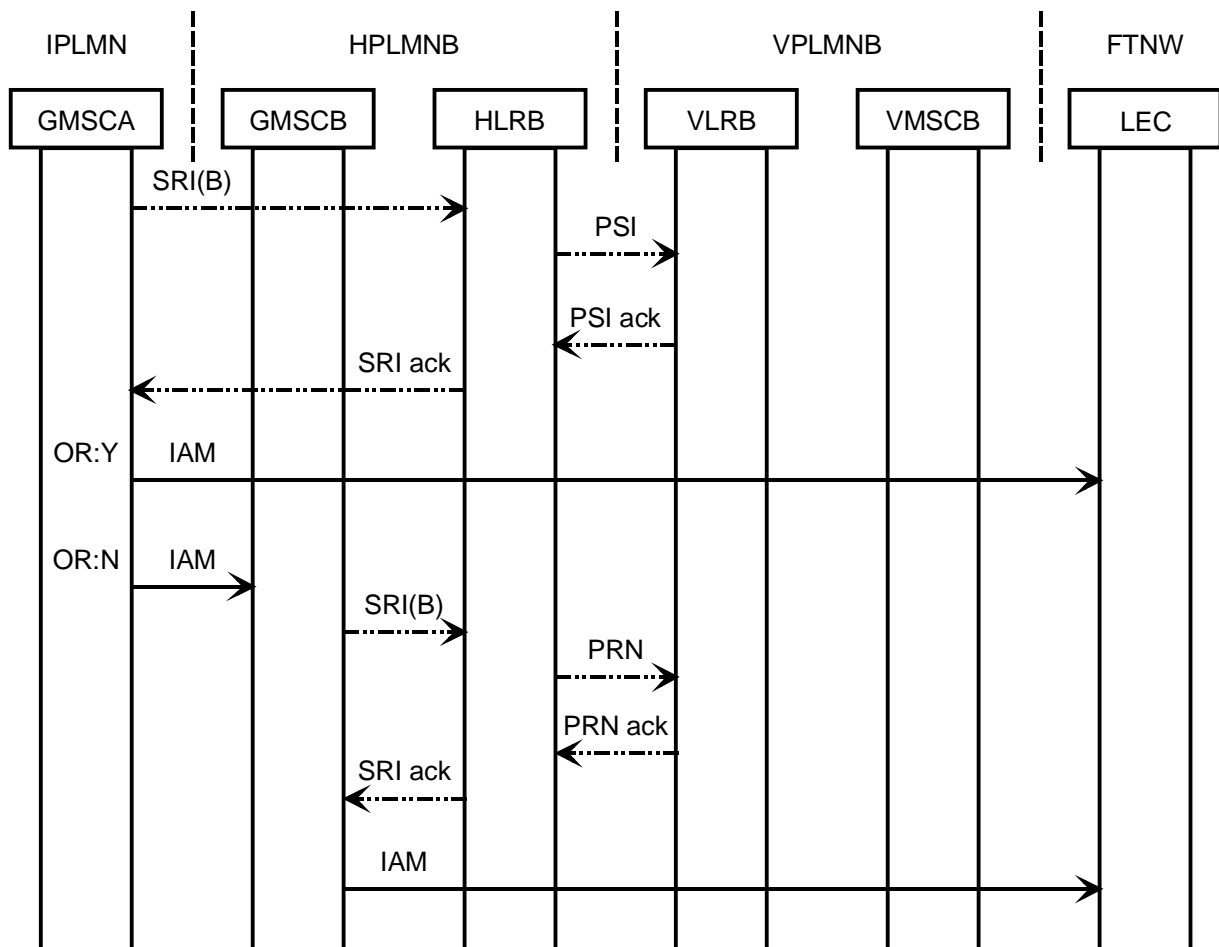 IPLMN HPLMNB VPLMNB FTNW
GMSCA GMSCB HLRB VLRB VMSCB LEC
SRI(B)
PSI
PSI ack
SRI ack
OR:Y IAM
OR:N IAM
SRI(B)
PRN
PRN ack
SRI ack
IAM